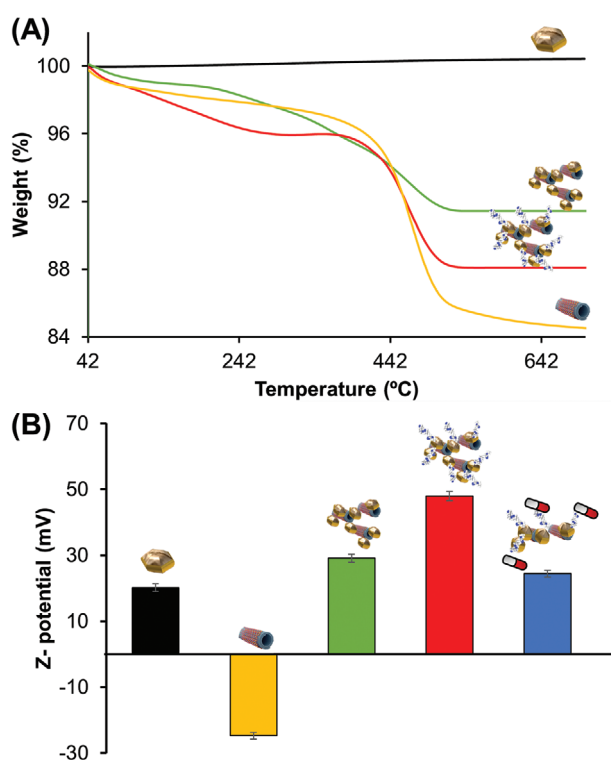 (A)
100
96
92
88
84
Weight (%)
42 242 442 642
Temperature (ºC)
(B)
70
50
30
10
-10
-30
Z- potential (mV)